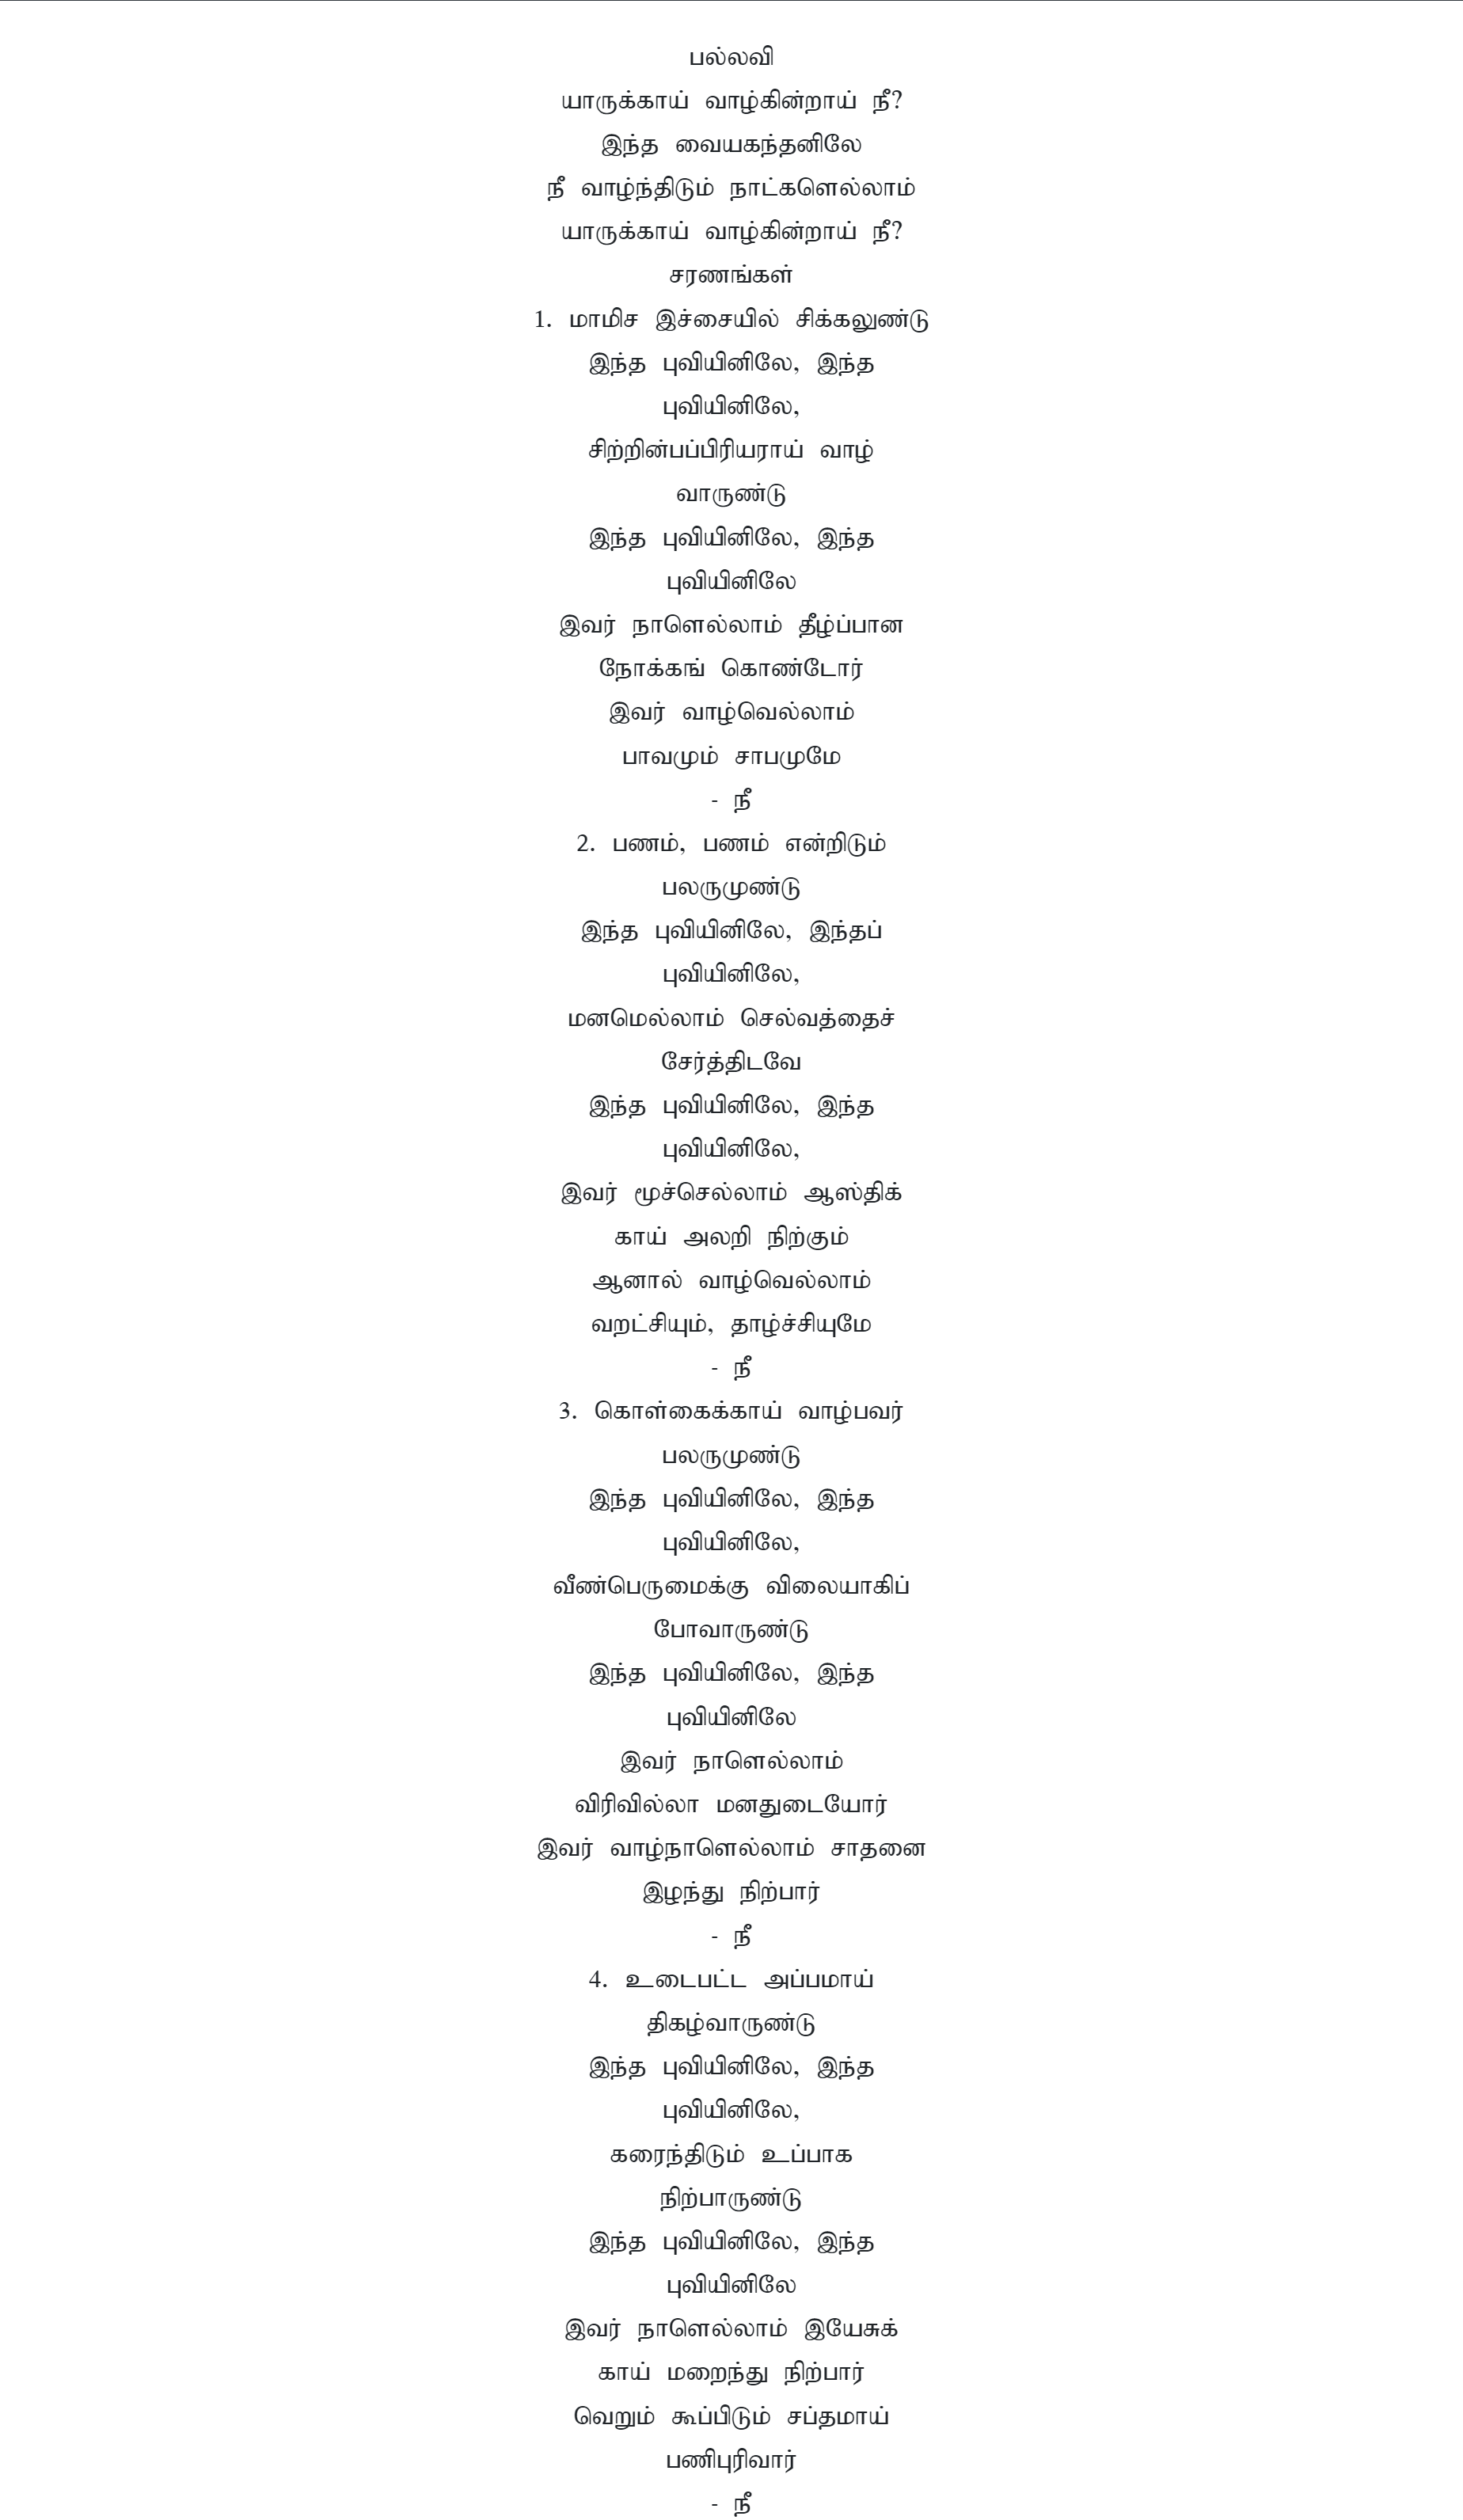 பல்லவி
யாருக்காய் வாழ்கின்றாய் நீ?
இந்த வையகந்தனிலே
நீ வாழ்ந்திடும் நாட்களெல்லாம்
யாருக்காய் வாழ்கின்றாய் நீ?
சரணங்கள்
1. மாமிச இச்சையில் சிக்கலுண்டு
இந்த புவியினிலே, இந்த
புவியினிலே,
சிற்றின்பப்பிரியராய் வாழ்
வாருண்டு
இந்த புவியினிலே, இந்த
புவியினிலே
இவர் நாளெல்லாம் தீழ்ப்பான
நோக்கங் கொண்டோர்
இவர் வாழ்வெல்லாம்
பாவமும் சாபமுமே
- நீ
2. பணம், பணம் என்றிடும்
பலருமுண்டு
இந்த புவியினிலே, இந்தப்
புவியினிலே,
மனமெல்லாம் செல்வத்தைச்
சேர்த்திடவே
இந்த புவியினிலே, இந்த
புவியினிலே,
இவர் மூச்செல்லாம் ஆஸ்திக்
காய் அலறி நிற்கும்
ஆனால் வாழ்வெல்லாம்
வறட்சியும், தாழ்ச்சியுமே
- நீ
3. கொள்கைக்காய் வாழ்பவர்
பலருமுண்டு
இந்த புவியினிலே, இந்த
புவியினிலே,
வீண்பெருமைக்கு விலையாகிப்
போவாருண்டு
இந்த புவியினிலே, இந்த
புவியினிலே
இவர் நாளெல்லாம்
விரிவில்லா மனதுடையோர்
இவர் வாழ்நாளெல்லாம் சாதனை
இழந்து நிற்பார்
- நீ
4. உடைபட்ட அப்பமாய்
திகழ்வாருண்டு
இந்த புவியினிலே, இந்த
புவியினிலே,
கரைந்திடும் உப்பாக
நிற்பாருண்டு
இந்த புவியினிலே, இந்த
புவியினிலே
இவர் நாளெல்லாம் இயேசுக்
காய் மறைந்து நிற்பார்
வெறும் கூப்பிடும் சப்தமாய்
பணிபுரிவார்
- நீ